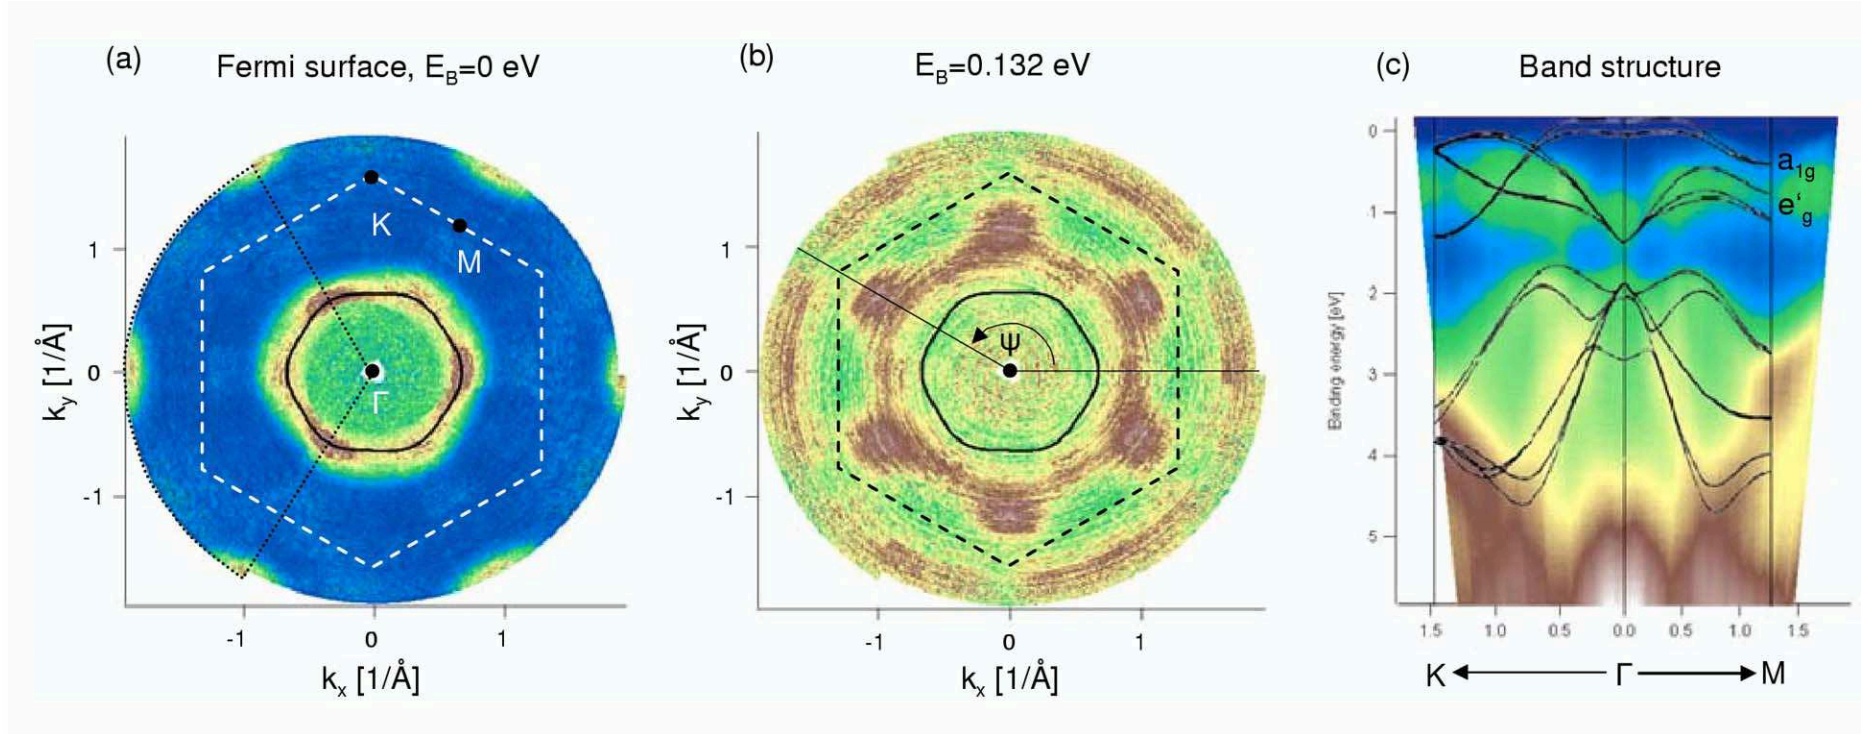 (a) Fermi surface, E_B=0 eV
K
M
Γ
1
0
-1
-1 0 1
k_y [1/Å]
k_x [1/Å]
(b) E_B=0.132 eV
Ψ
1
0
-1
-1 0 1
k_y [1/Å]
k_x [1/Å]
(c) Band structure
0
1
2
3
4
5
Binding energy [eV]
a_1g
e'_g
1.5 1.0 0.5 0.0 0.5 1.0 1.5
K Γ M